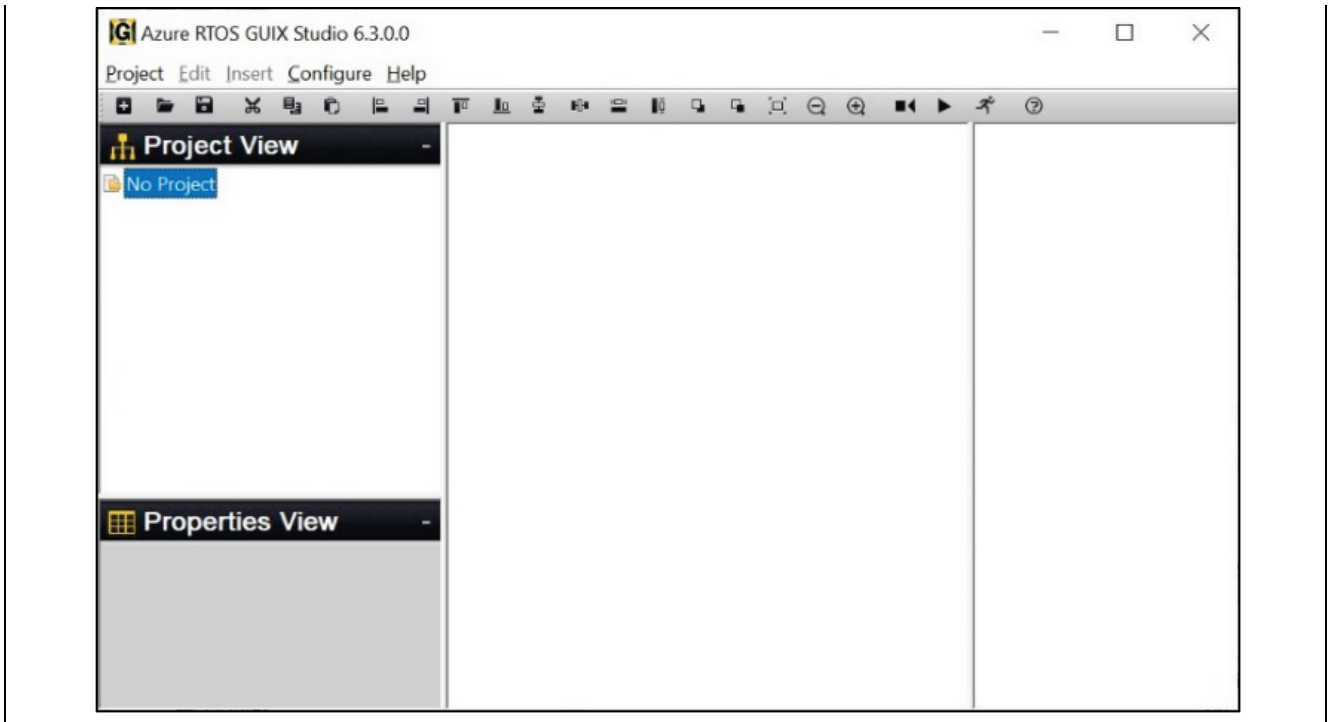 Azure RTOS GUIX Studio 6.3.0.0
Project Edit Insert Configure Help
Project View
No Project
Properties View